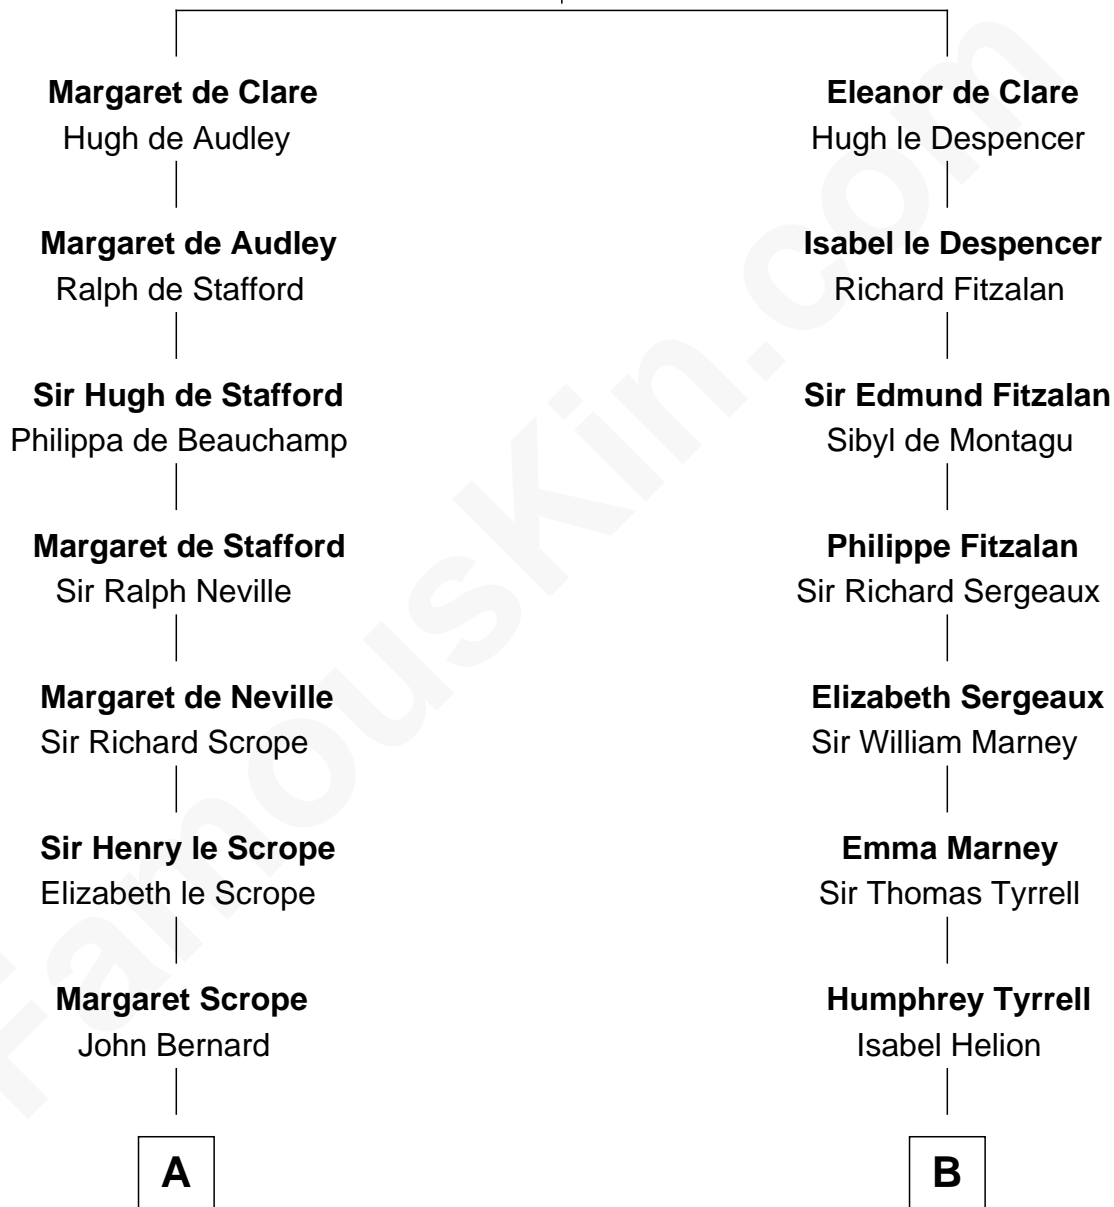 Margaret de Clare
Hugh de Audley
Margaret de Audley
Ralph de Stafford
Sir Hugh de Stafford
Philippa de Beauchamp
Margaret de Stafford
Sir Ralph Neville
Margaret de Neville
Sir Richard Scrope
Sir Henry le Scrope
Elizabeth le Scrope
Margaret Scrope
John Bernard
A
Eleanor de Clare
Hugh le Despencer
Isabel le Despencer
Richard Fitzalan
Sir Edmund Fitzalan
Sibyl de Montagu
Philippe Fitzalan
Sir Richard Sergeaux
Elizabeth Sergeaux
Sir William Marney
Emma Marney
Sir Thomas Tyrrell
Humphrey Tyrrell
Isabel Helion
B
FamousKin.com